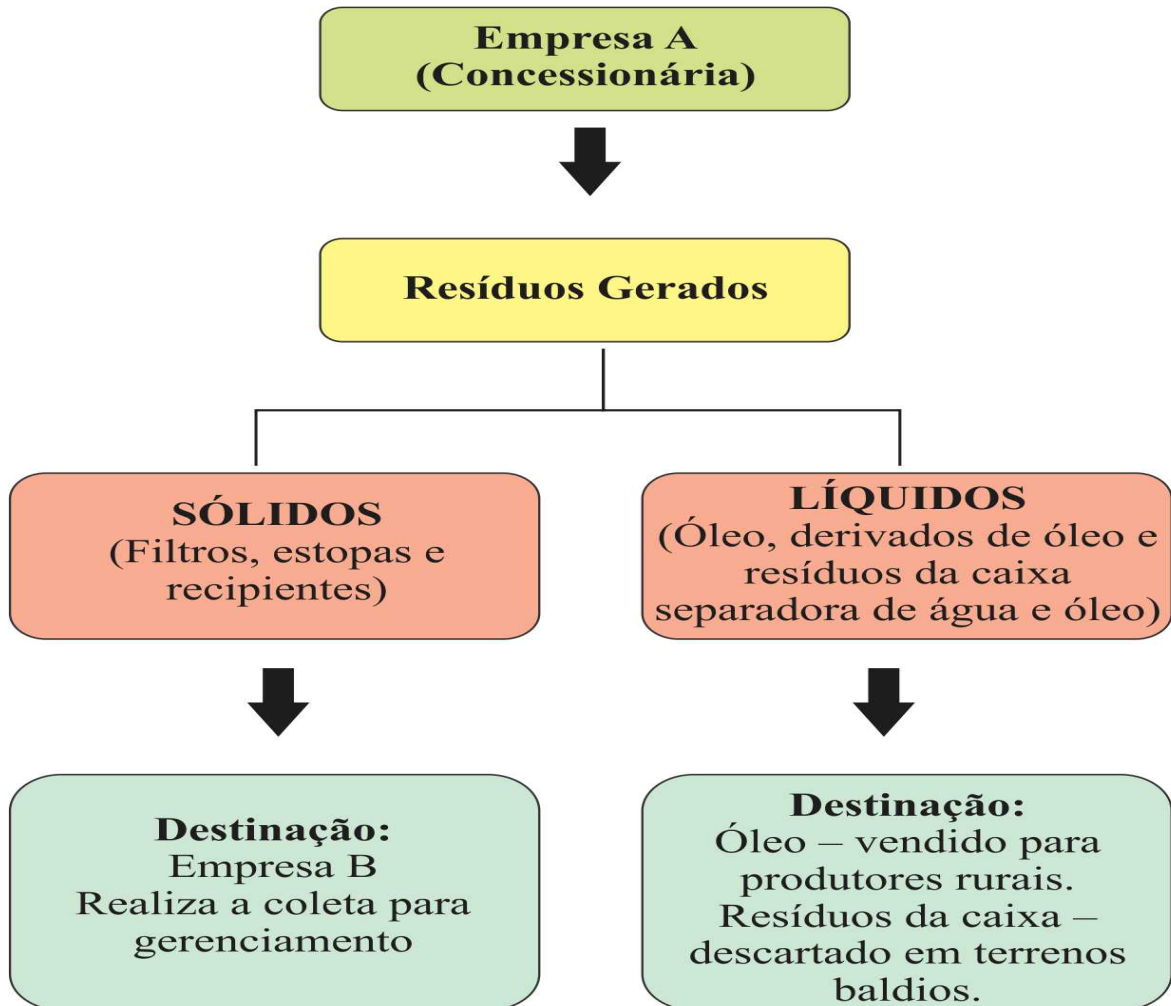 Empresa A
(Concessionária)
Resíduos Gerados
SÓLIDOS
(Filtros, estopas e
recipientes)
LÍQUIDOS
(Óleo, derivados de óleo e
resíduos da caixa
separadora de água e óleo)
Destinação:
Empresa B
Realiza a coleta para
gerenciamento
Destinação:
Óleo – vendido para
produtores rurais.
Resíduos da caixa –
descartado em terrenos
baldios.